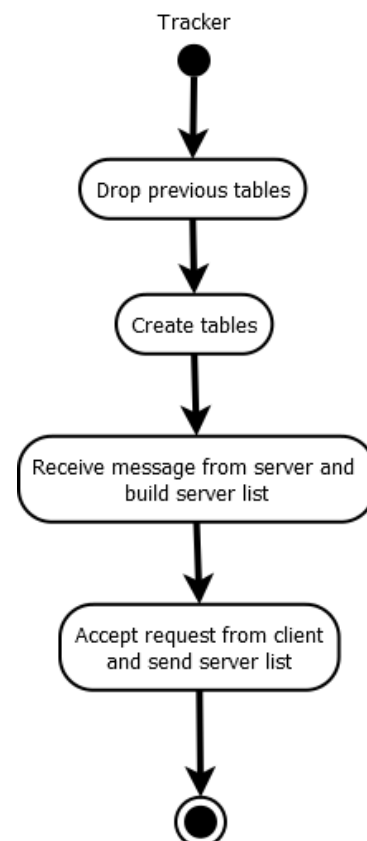 Tracker
Drop previous tables
Create tables
Receive message from server and
build server list
Accept request from client
and send server list